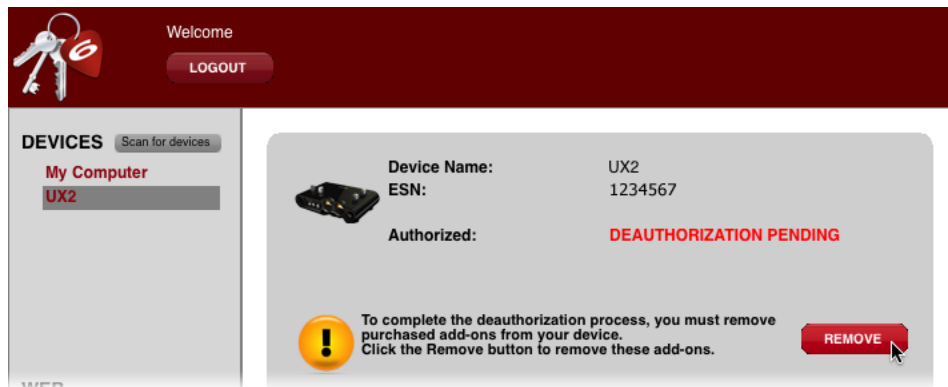 6
Welcome
LOGOUT
DEVICES Scan for devices
My Computer
UX2
Device Name: UX2
ESN: 1234567
Authorized: DEAUTHORIZATION PENDING
To complete the deauthorization process, you must remove
purchased add-ons from your device.
Click the Remove button to remove these add-ons.
REMOVE
WEB